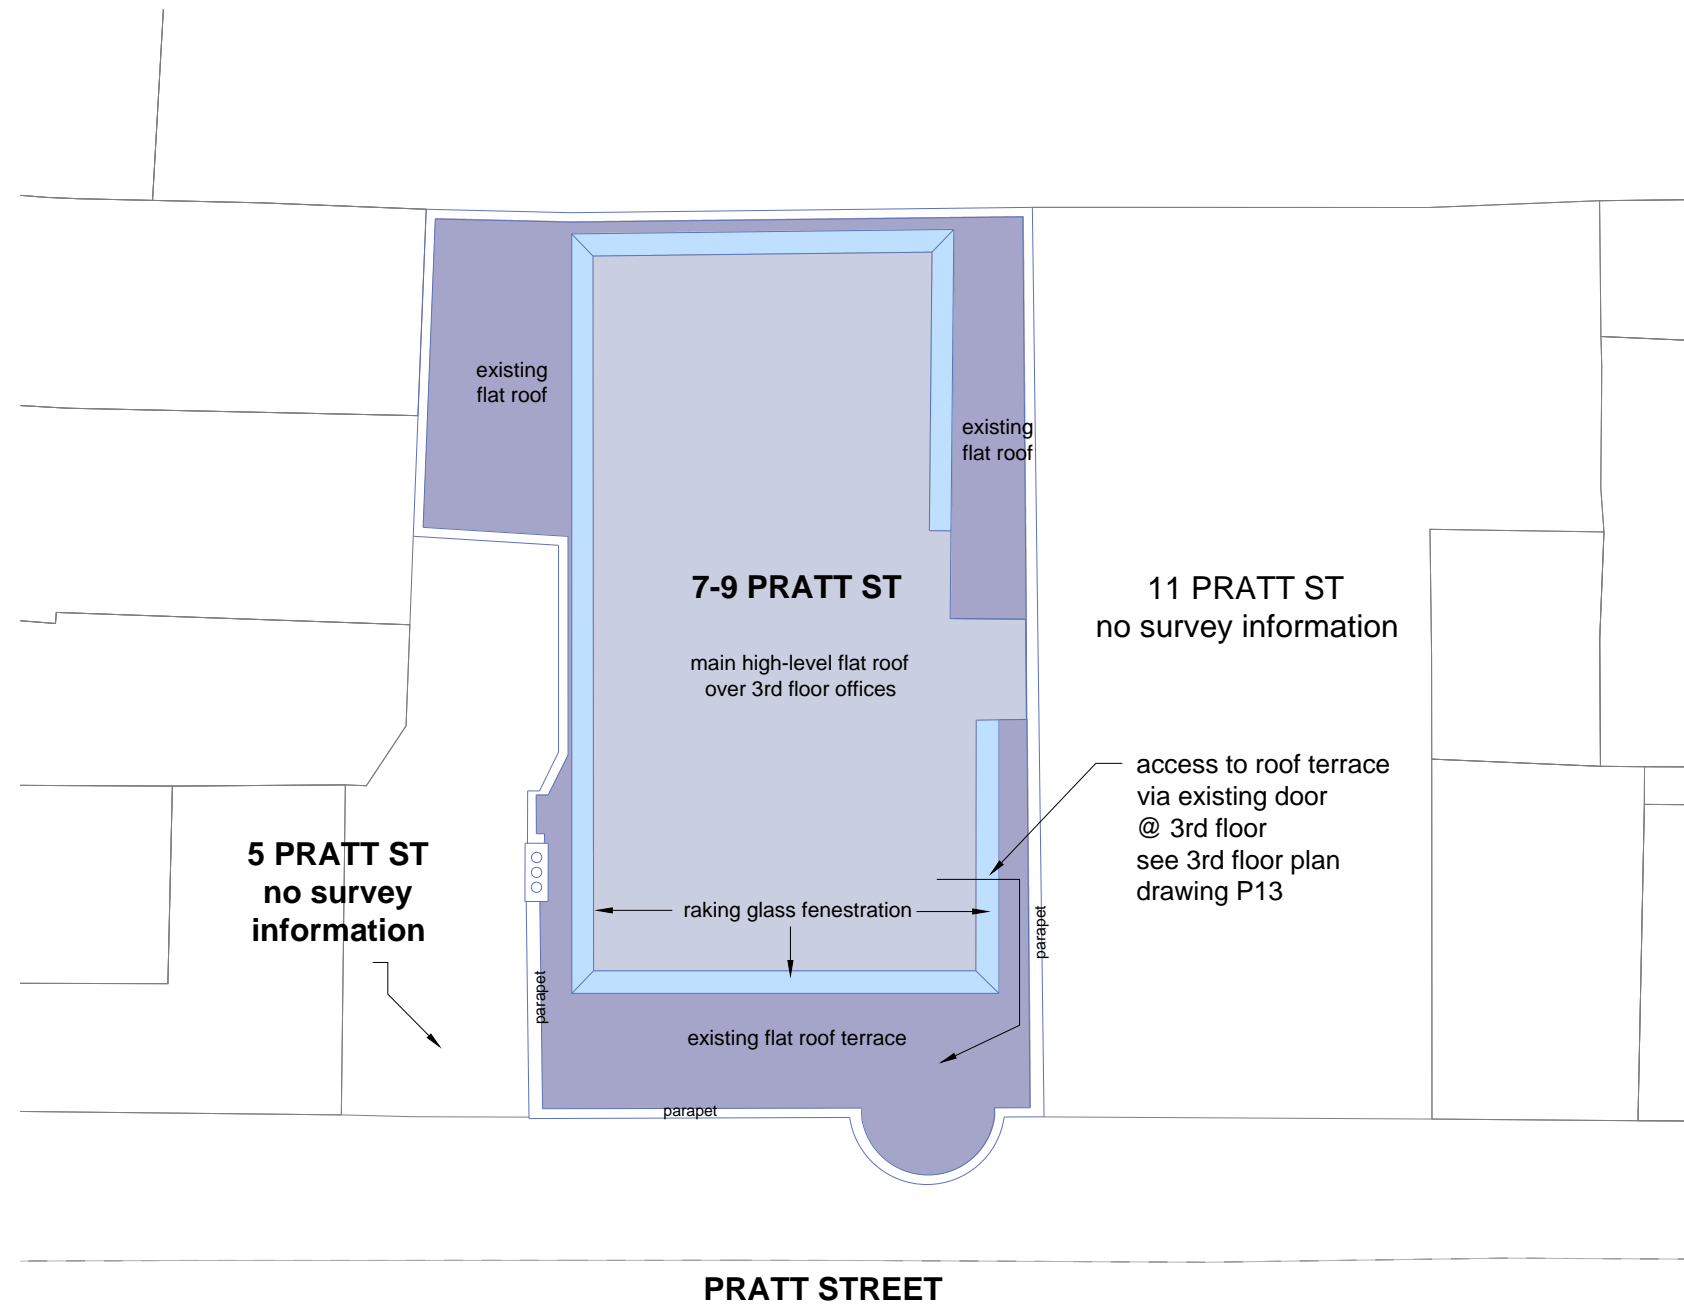 existing
flat roof
existing
flat roof
7-9 PRATT ST
main high-level flat roof
over 3rd floor offices
11 PRATT ST
no survey information
access to roof terrace
via existing door
@ 3rd floor
see 3rd floor plan
drawing P13
5 PRATT ST
no survey
information
raking glass fenestration
parapet
parapet
existing flat roof terrace
parapet
PRATT STREET